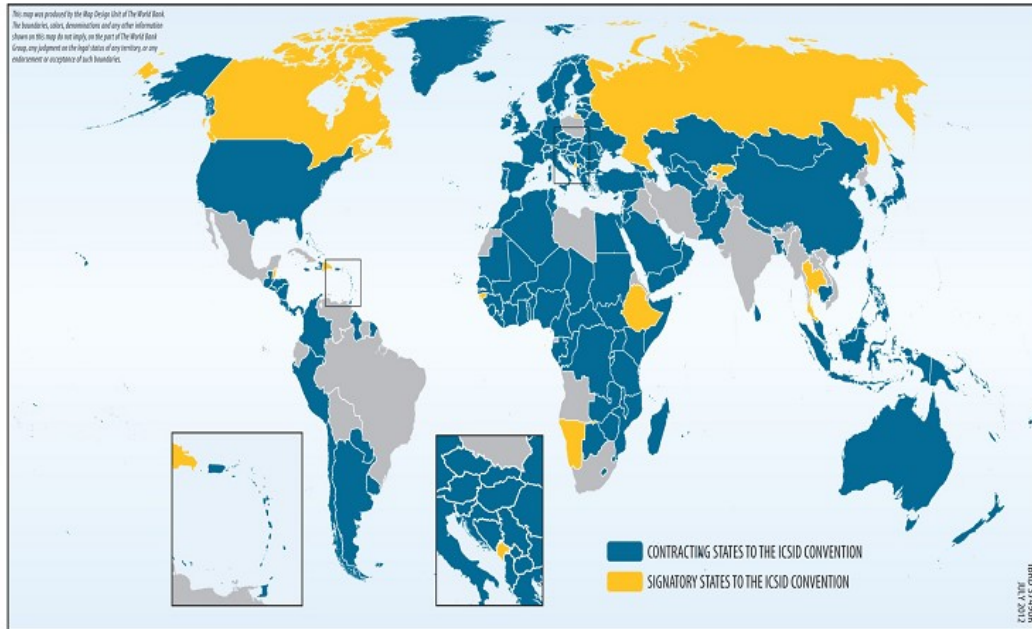 This map was produced by the Map Design Unit of The World Bank.
The boundaries, colors, denominations and any other information
shown on this map do not imply, on the part of The World Bank
Group, any judgment on the legal status of any territory, or any
endorsement or acceptance of such boundaries.
CONTRACTING STATES TO THE ICSID CONVENTION
SIGNATORY STATES TO THE ICSID CONVENTION
JULY 2012